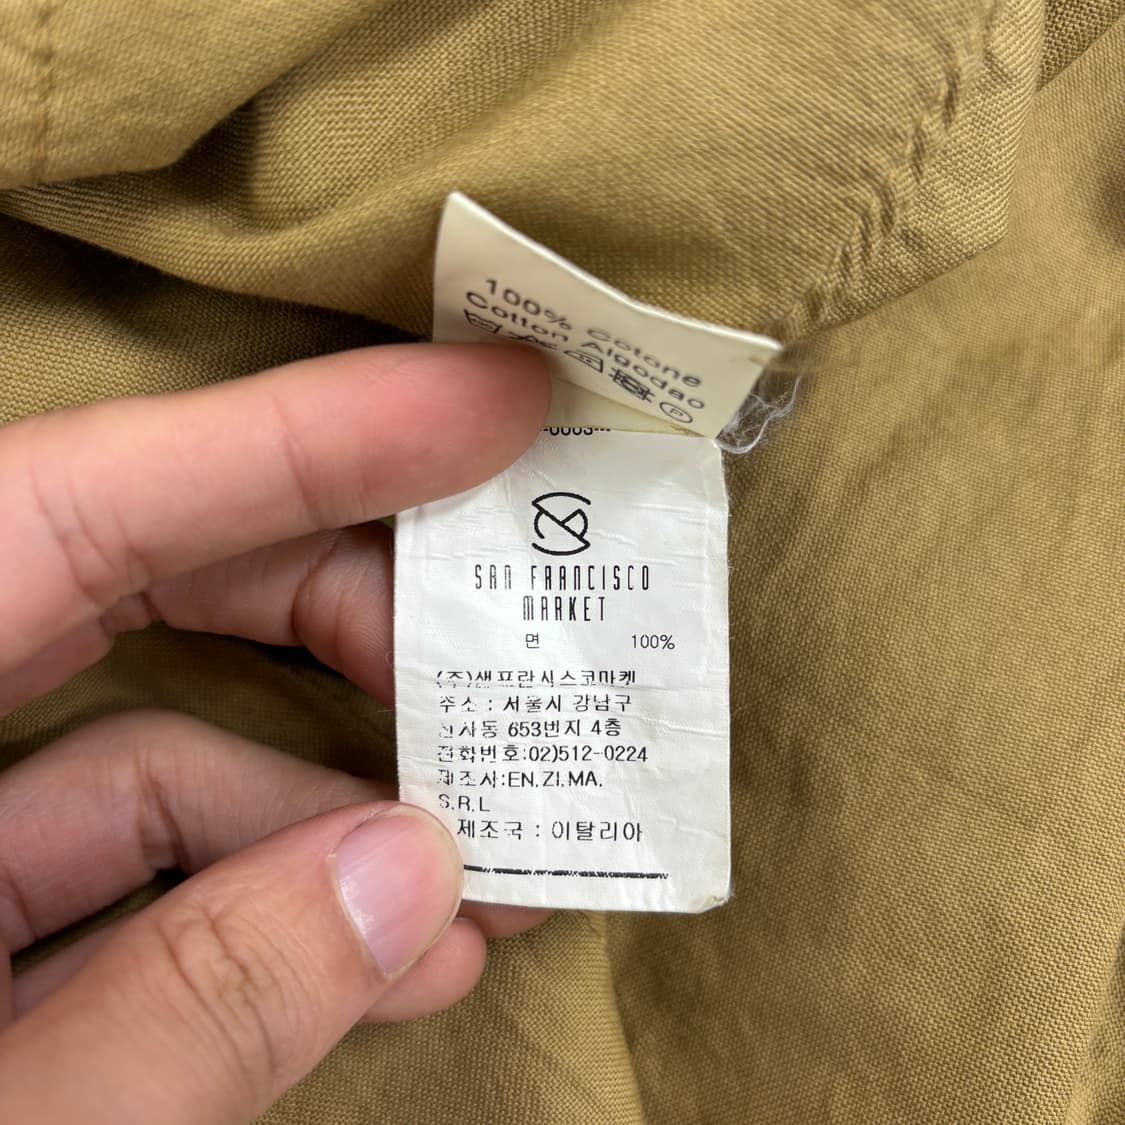 100% Cotone
Cotton Algodao
P
SAN FRANCISCO
MARKET
면 100%
(주)샌프란시스코마켓
주소 : 서울시 강남구
신사동 653번지 4층
전화번호:02)512-0224
제조사:EN.ZI.MA.
S.R.L
제조국 : 이탈리아